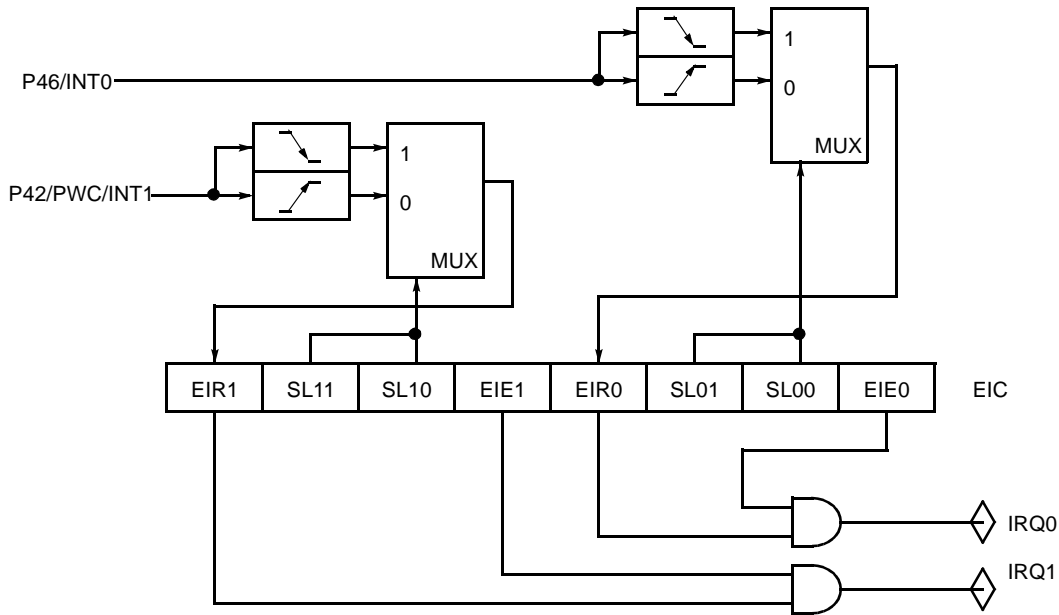 1
P46/INT0
0
MUX
1
P42/PWC/INT1
0
MUX
EIR1 SL11 SL10 EIE1 EIR0 SL01 SL00 EIE0 EIC
IRQ0
IRQ1